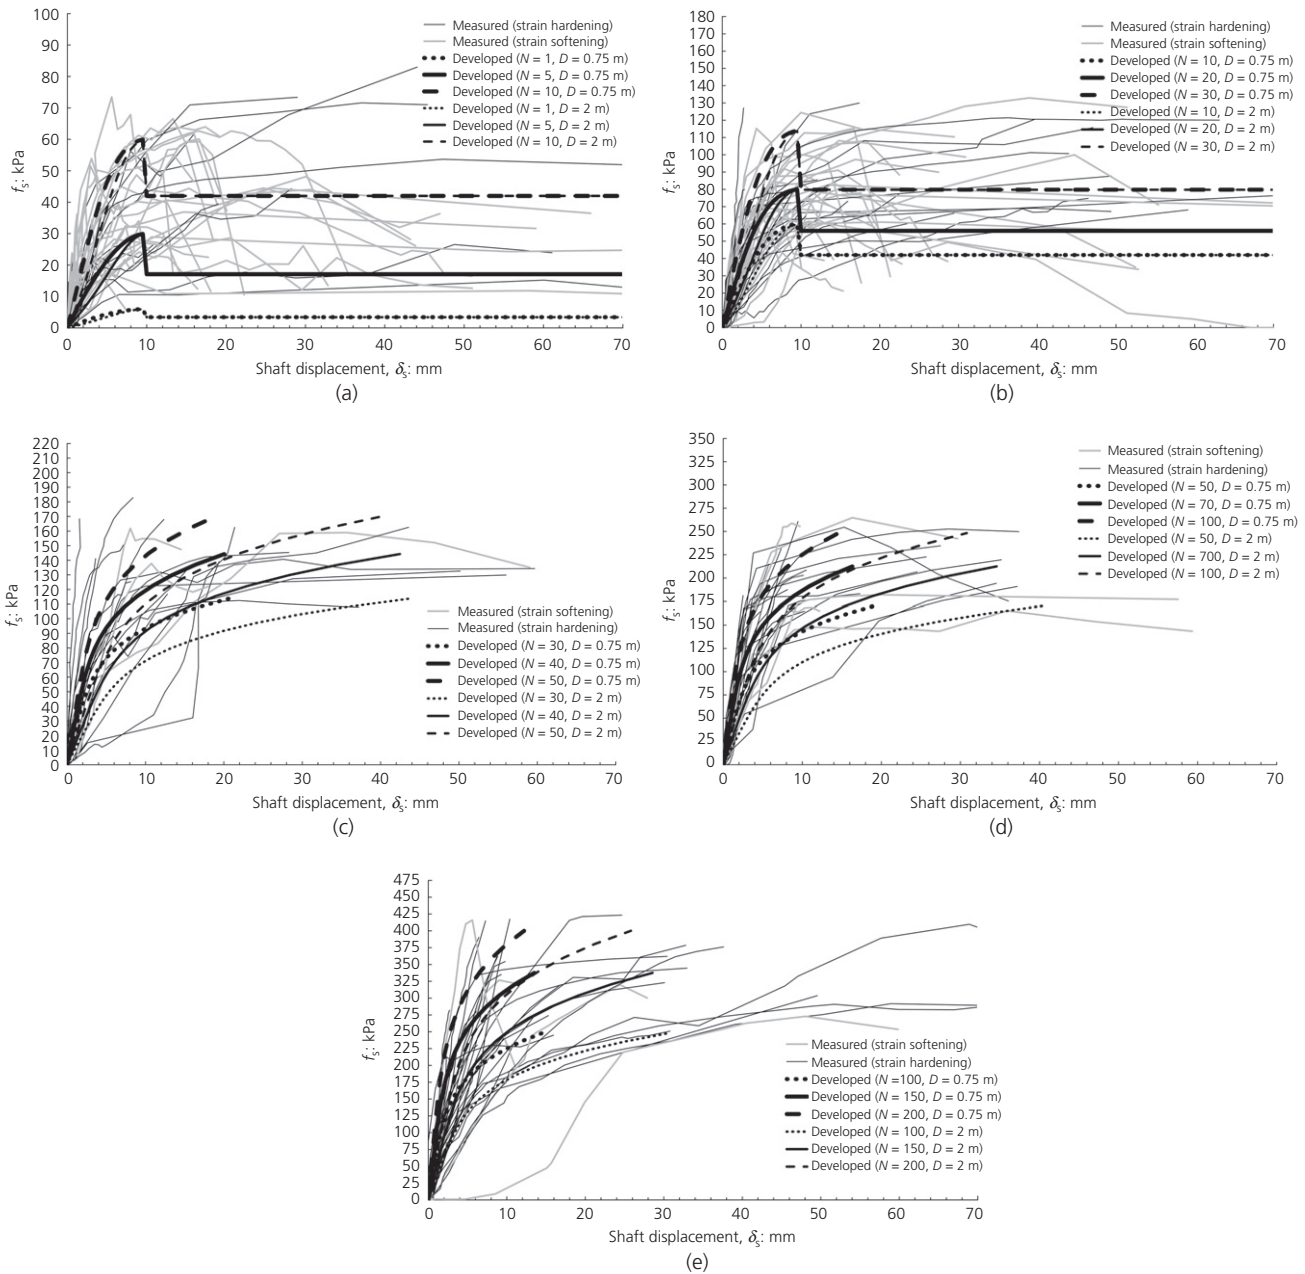 100
90
80
70
60
50
40
30
20
10
0
fs: kPa
Measured (strain hardening)
Measured (strain softening)
Developed (N = 1, D = 0.75 m)
Developed (N = 5, D = 0.75 m)
Developed (N = 10, D = 0.75 m)
Developed (N = 1, D = 2 m)
Developed (N = 5, D = 2 m)
Developed (N = 10, D = 2 m)
0 10 20 30 40 50 60 70
Shaft displacement, δs: mm
(a)
180
170
160
150
140
130
120
110
100
90
80
70
60
50
40
30
20
10
0
fs: kPa
Measured (strain hardening)
Measured (strain softening)
Developed (N = 10, D = 0.75 m)
Developed (N = 20, D = 0.75 m)
Developed (N = 30, D = 0.75 m)
Developed (N = 10, D = 2 m)
Developed (N = 20, D = 2 m)
Developed (N = 30, D = 2 m)
0 10 20 30 40 50 60 70
Shaft displacement, δs: mm
(b)
220
210
200
190
180
170
160
150
140
130
120
110
100
90
80
70
60
50
40
30
20
10
0
fs: kPa
Measured (strain softening)
Measured (strain hardening)
Developed (N = 30, D = 0.75 m)
Developed (N = 40, D = 0.75 m)
Developed (N = 50, D = 0.75 m)
Developed (N = 30, D = 2 m)
Developed (N = 40, D = 2 m)
Developed (N = 50, D = 2 m)
0 10 20 30 40 50 60 70
Shaft displacement, δs: mm
(c)
350
325
300
275
250
225
200
175
150
125
100
75
50
25
0
fs: kPa
Measured (strain softening)
Measured (strain hardening)
Developed (N = 50, D = 0.75 m)
Developed (N = 70, D = 0.75 m)
Developed (N = 100, D = 0.75 m)
Developed (N = 50, D = 2 m)
Developed (N = 700, D = 2 m)
Developed (N = 100, D = 2 m)
0 10 20 30 40 50 60 70
Shaft displacement, δs: mm
(d)
475
450
425
400
375
350
325
300
275
250
225
200
175
150
125
100
75
50
25
0
fs: kPa
Measured (strain softening)
Measured (strain hardening)
Developed (N =100, D = 0.75 m)
Developed (N = 150, D = 0.75 m)
Developed (N = 200, D = 0.75 m)
Developed (N = 100, D = 2 m)
Developed (N = 150, D = 2 m)
Developed (N = 200, D = 2 m)
0 10 20 30 40 50 60 70
Shaft displacement, δs: mm
(e)